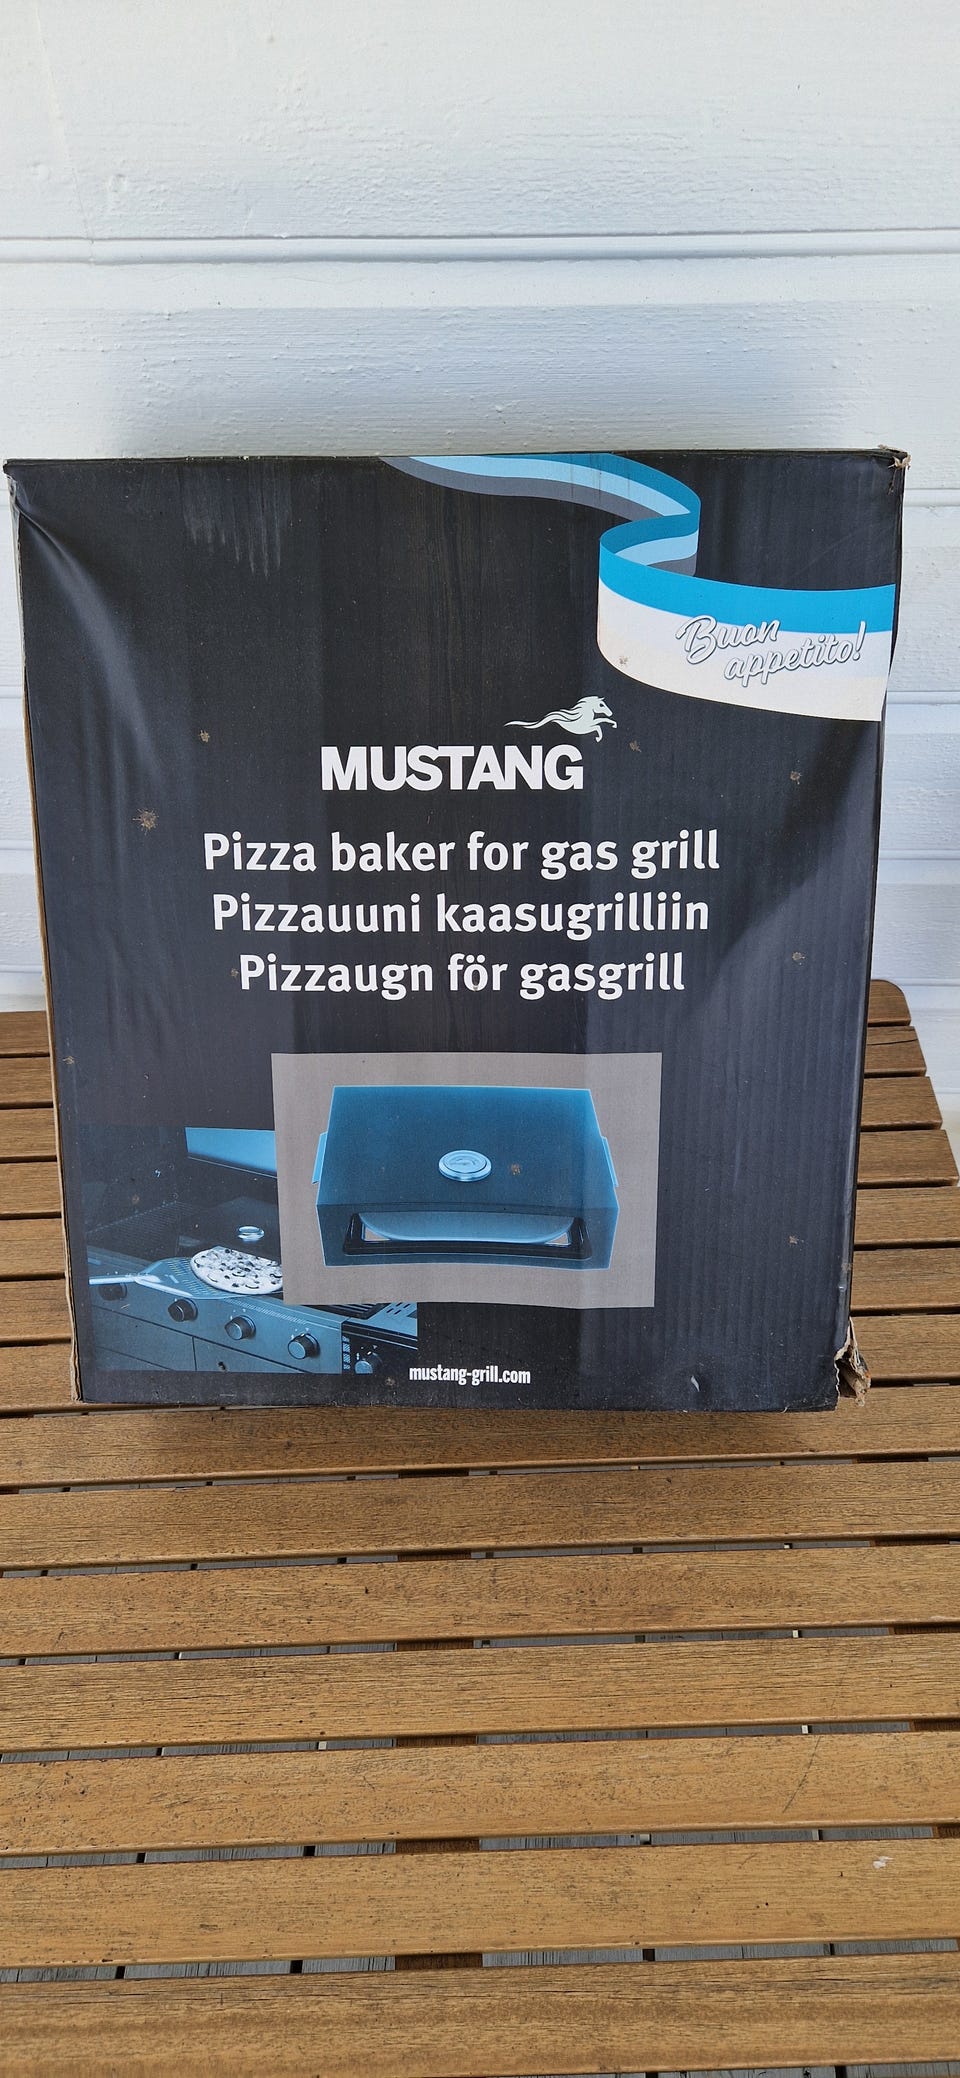 Buon
appetito!
MUSTANG
Pizza baker for gas grill
Pizzauuni kaasugrilliin
Pizzaugn för gasgrill
mustang-grill.com